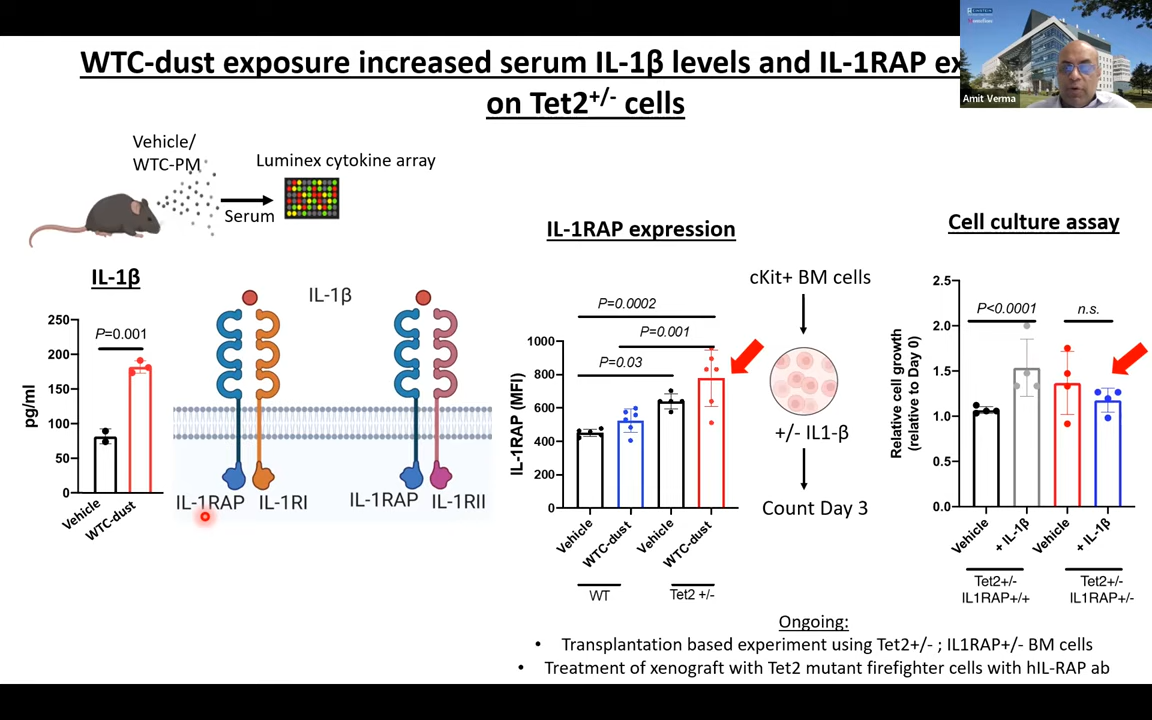 WTC-dust exposure increased serum IL-1β levels and IL-1RAP ex
on Tet2+/- cells
Amit Verma
Vehicle/
WTC-PM
Luminex cytokine array
Serum
IL-1β
250
200
150
100
50
0
pg/ml
P=0.001
Vehicle
WTC-dust
IL-1β
IL-1RAP
IL-1RI
IL-1RAP
IL-1RII
IL-1RAP expression
P=0.0002
P=0.001
P=0.03
1000
800
600
400
200
0
IL-1RAP (MFI)
Vehicle
WTC-dust
Vehicle
WTC-dust
WT
Tet2 +/-
cKit+ BM cells
+/- IL1-β
Count Day 3
Cell culture assay
2.5
2.0
1.5
1.0
0.5
0.0
Relative cell growth
(relative to Day 0)
P<0.0001
n.s.
Vehicle
+ IL-1β
Vehicle
+ IL-1β
Tet2+/-
IL1RAP+/+
Tet2+/-
IL1RAP+/-
Ongoing:
• Transplantation based experiment using Tet2+/- ; IL1RAP+/- BM cells
• Treatment of xenograft with Tet2 mutant firefighter cells with hIL-RAP ab